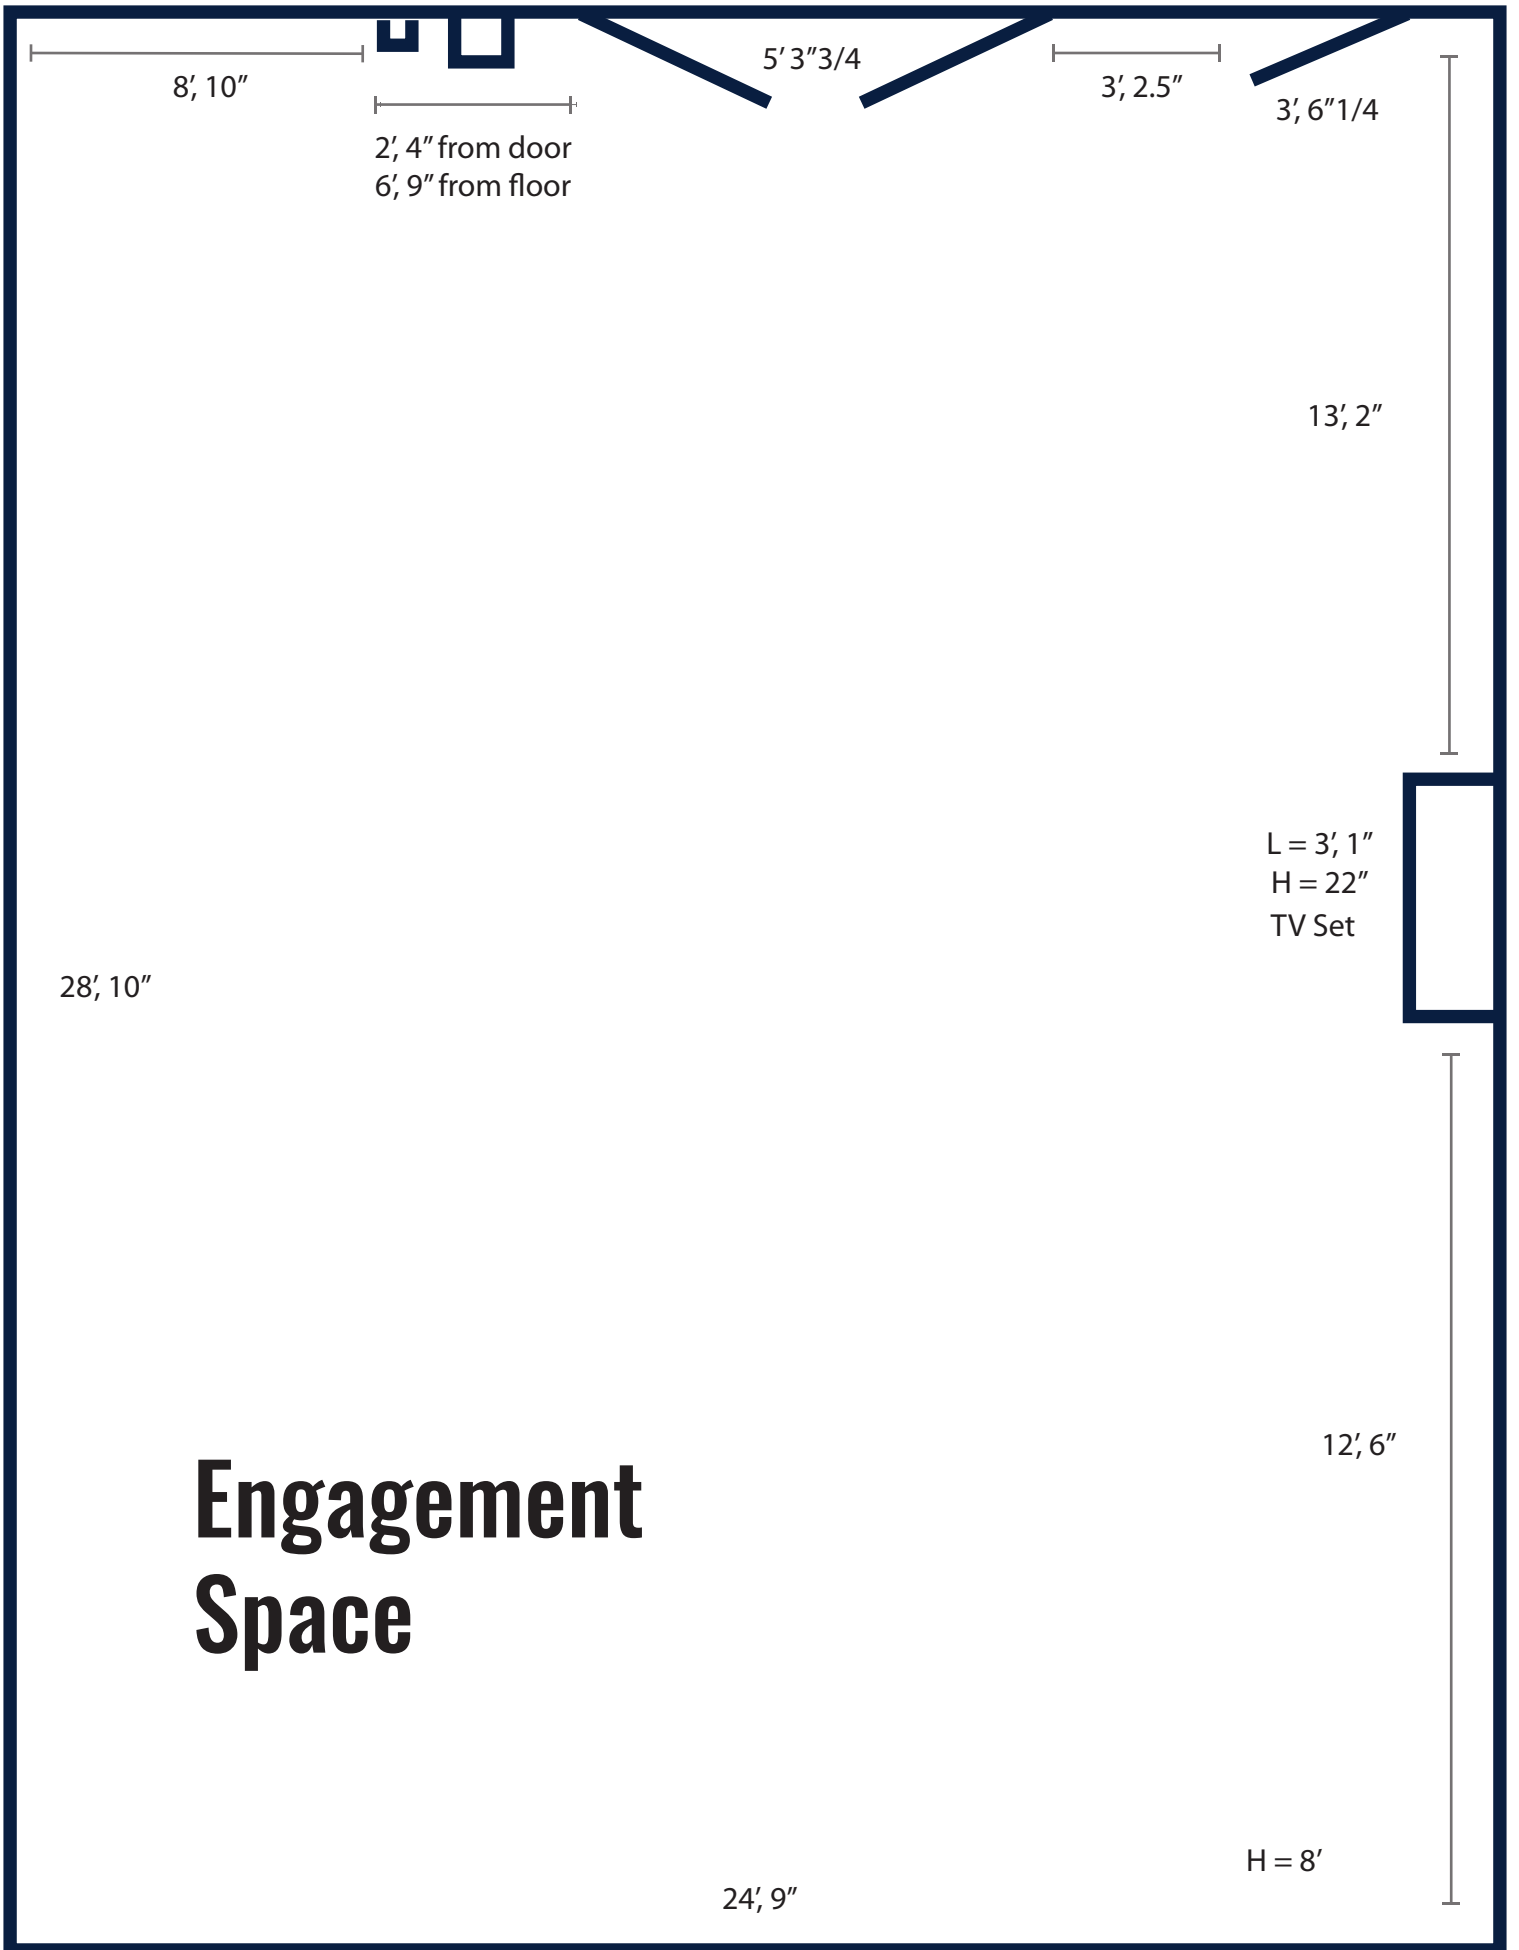 5’ 3’’3/4
8’, 10’’
3’, 2.5’’
3’, 6’’1/4
2’, 4’’ from door
6’, 9’’ from floor
13’, 2’’
L = 3’, 1’’
H = 22’’
TV Set
28’, 10’’
12’, 6’’
Engagement
Space
H = 8’
24’, 9’’